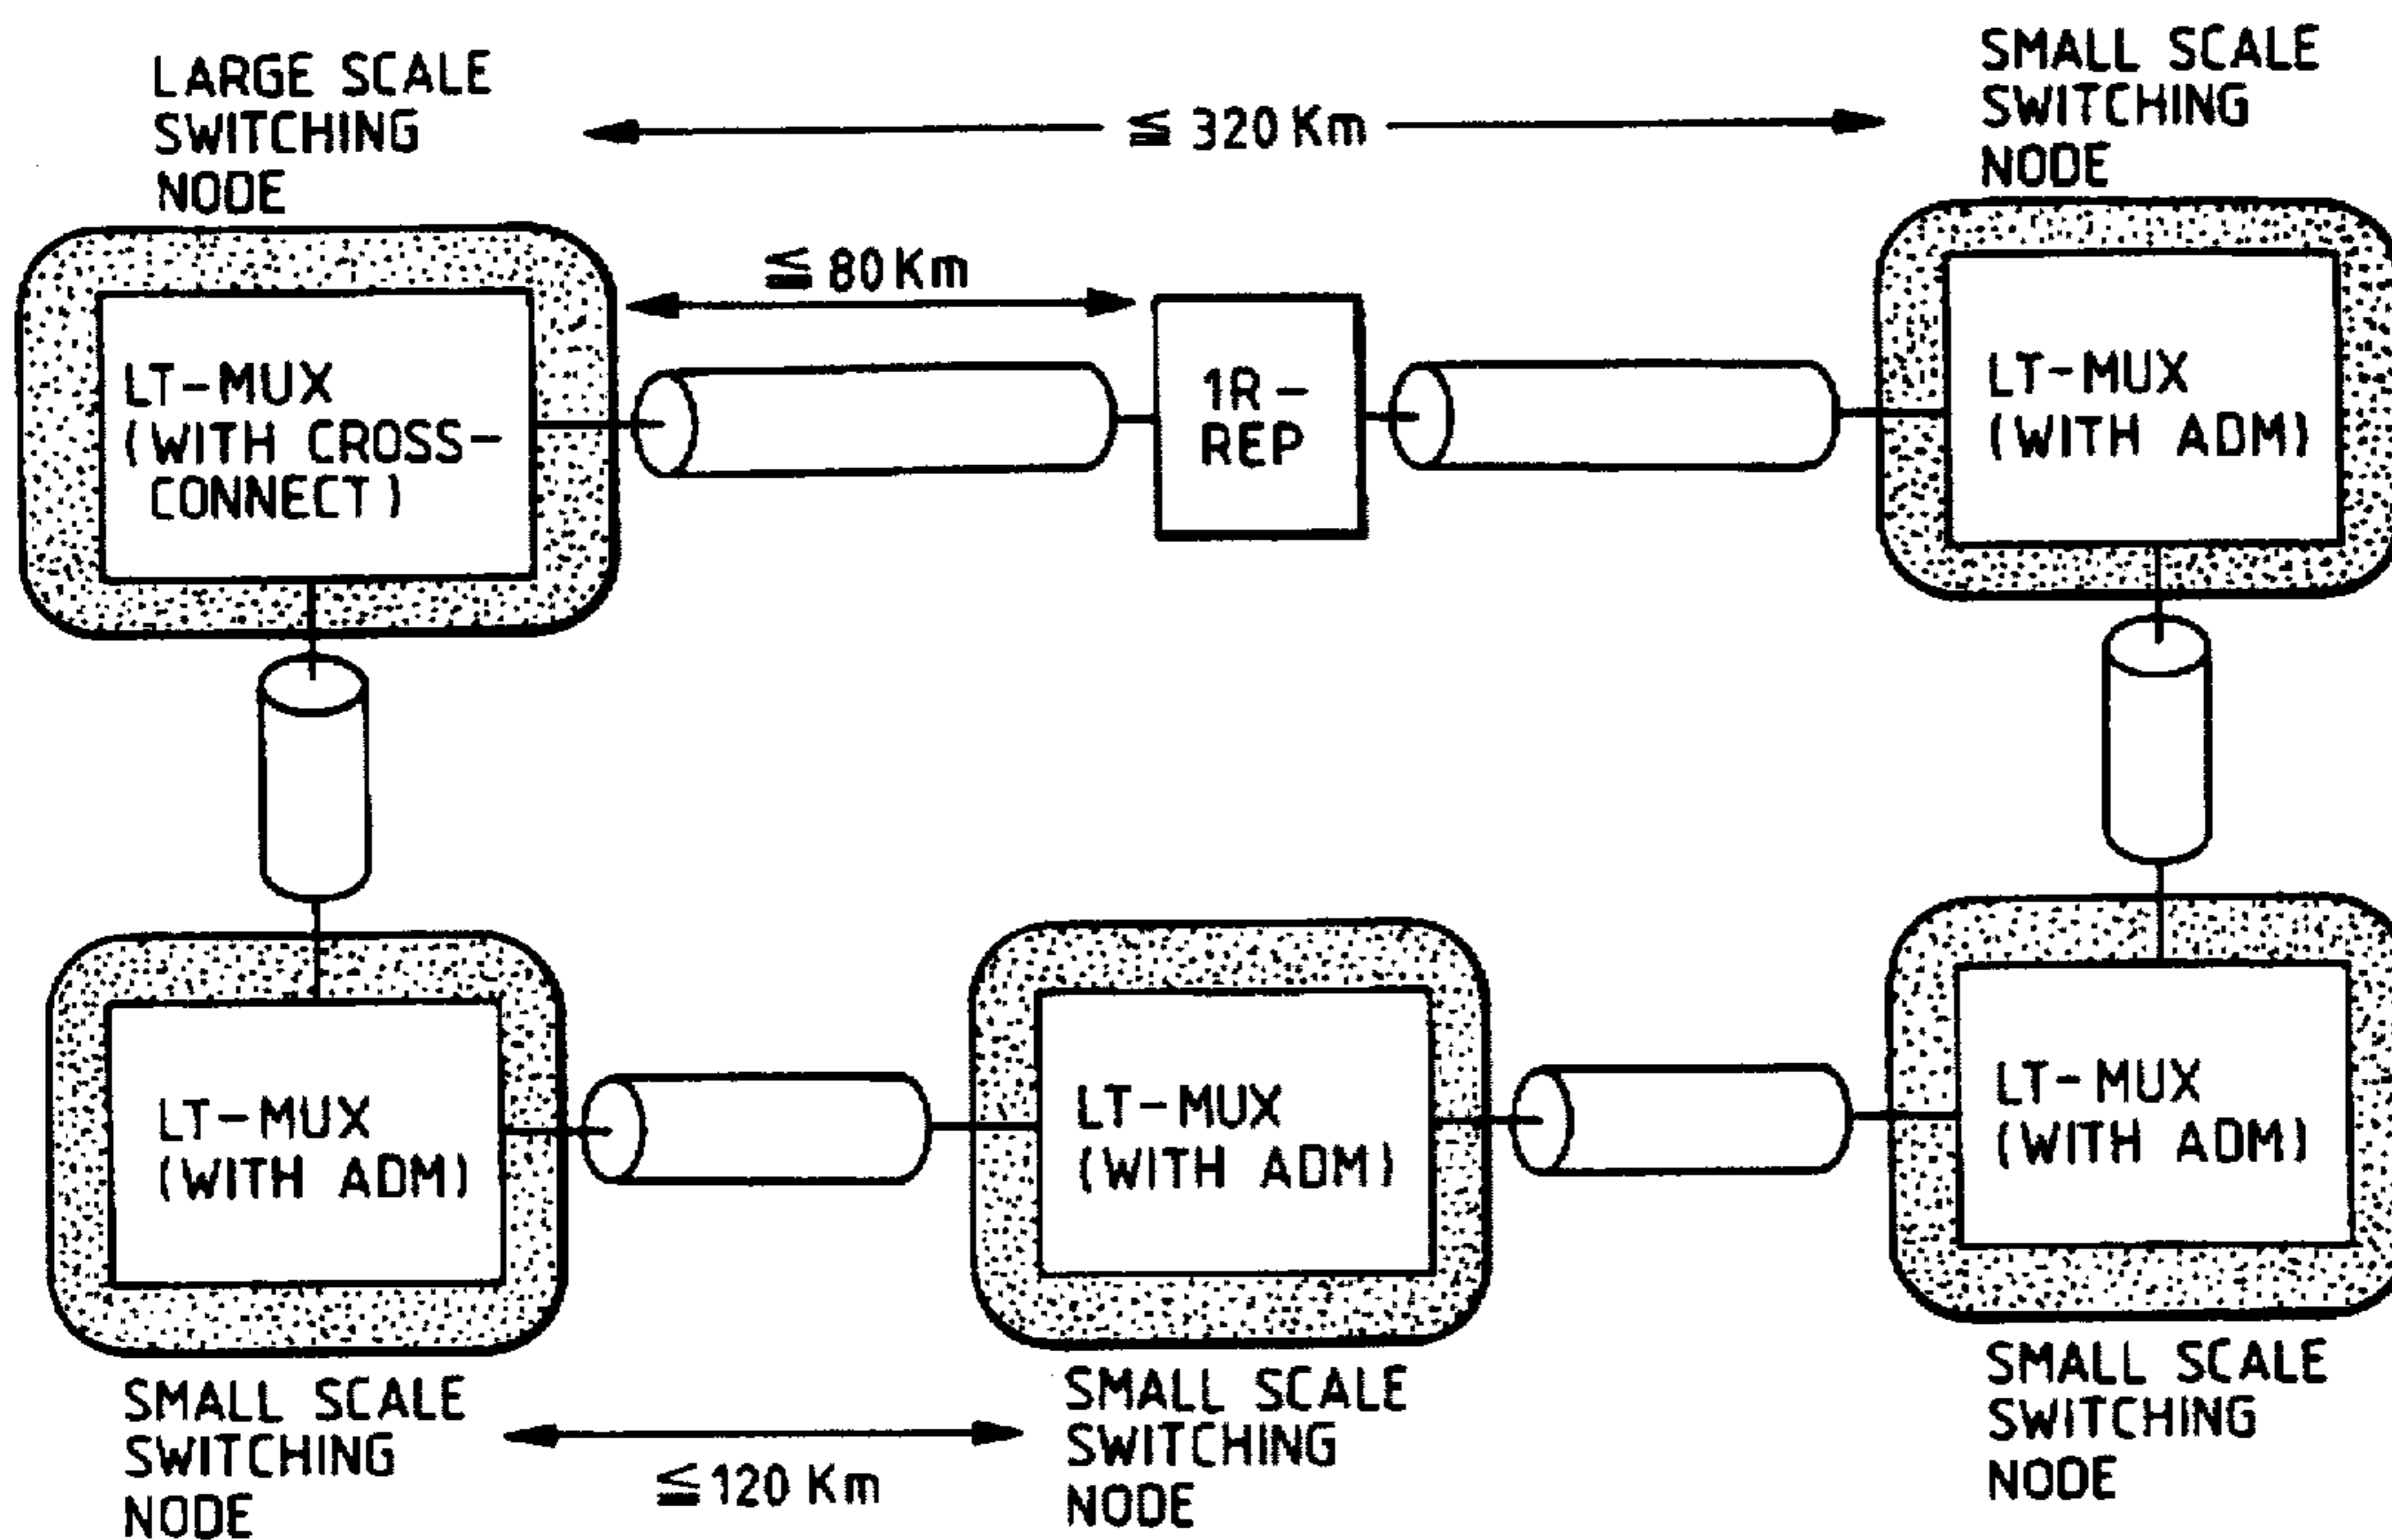 LARGE SCALE
SWITCHING
NODE
≦ 320 Km
SMALL SCALE
SWITCHING
NODE
≦ 80 Km
LT-MUX
(WITH CROSS-
CONNECT)
1R-
REP
LT-MUX
(WITH ADM)
LT-MUX
(WITH ADM)
LT-MUX
(WITH ADM)
LT-MUX
(WITH ADM)
SMALL SCALE
SWITCHING
NODE
≦ 120 Km
SMALL SCALE
SWITCHING
NODE
SMALL SCALE
SWITCHING
NODE